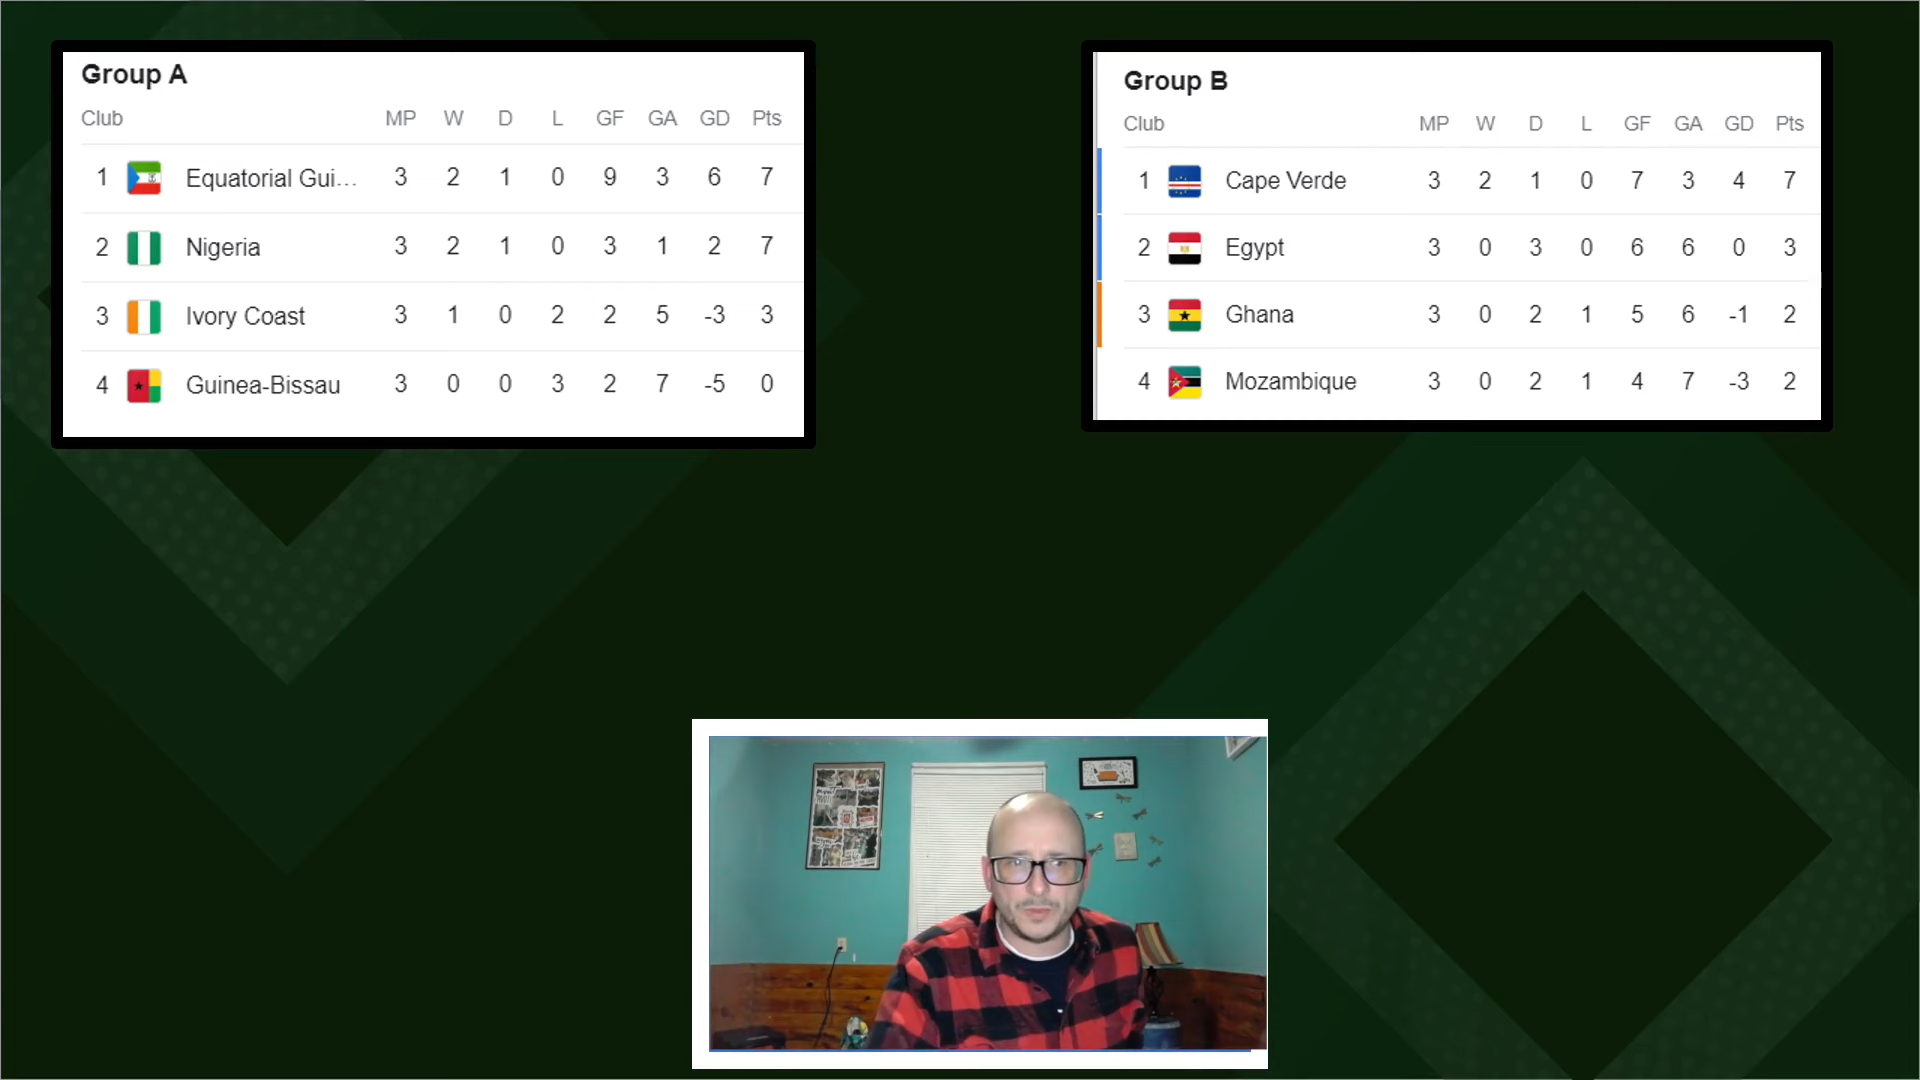 Group A
Club MP W D L GF GA GD Pts
1 Equatorial Gui... 3 2 1 0 9 3 6 7
2 Nigeria 3 2 1 0 3 1 2 7
3 Ivory Coast 3 1 0 2 2 5 -3 3
4 Guinea-Bissau 3 0 0 3 2 7 -5 0
Group B
Club MP W D L GF GA GD Pts
1 Cape Verde 3 2 1 0 7 3 4 7
2 Egypt 3 0 3 0 6 6 0 3
3 Ghana 3 0 2 1 5 6 -1 2
4 Mozambique 3 0 2 1 4 7 -3 2